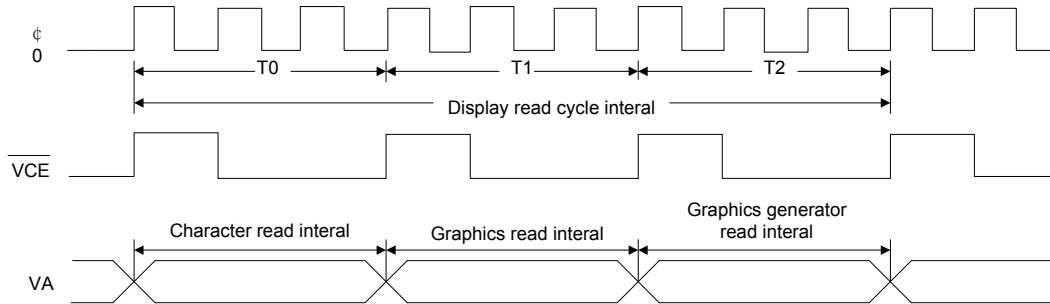 ¢
0
T0
T1
T2
Display read cycle interal
VCE
Character read interal
Graphics read interal
Graphics generator
read interal
VA